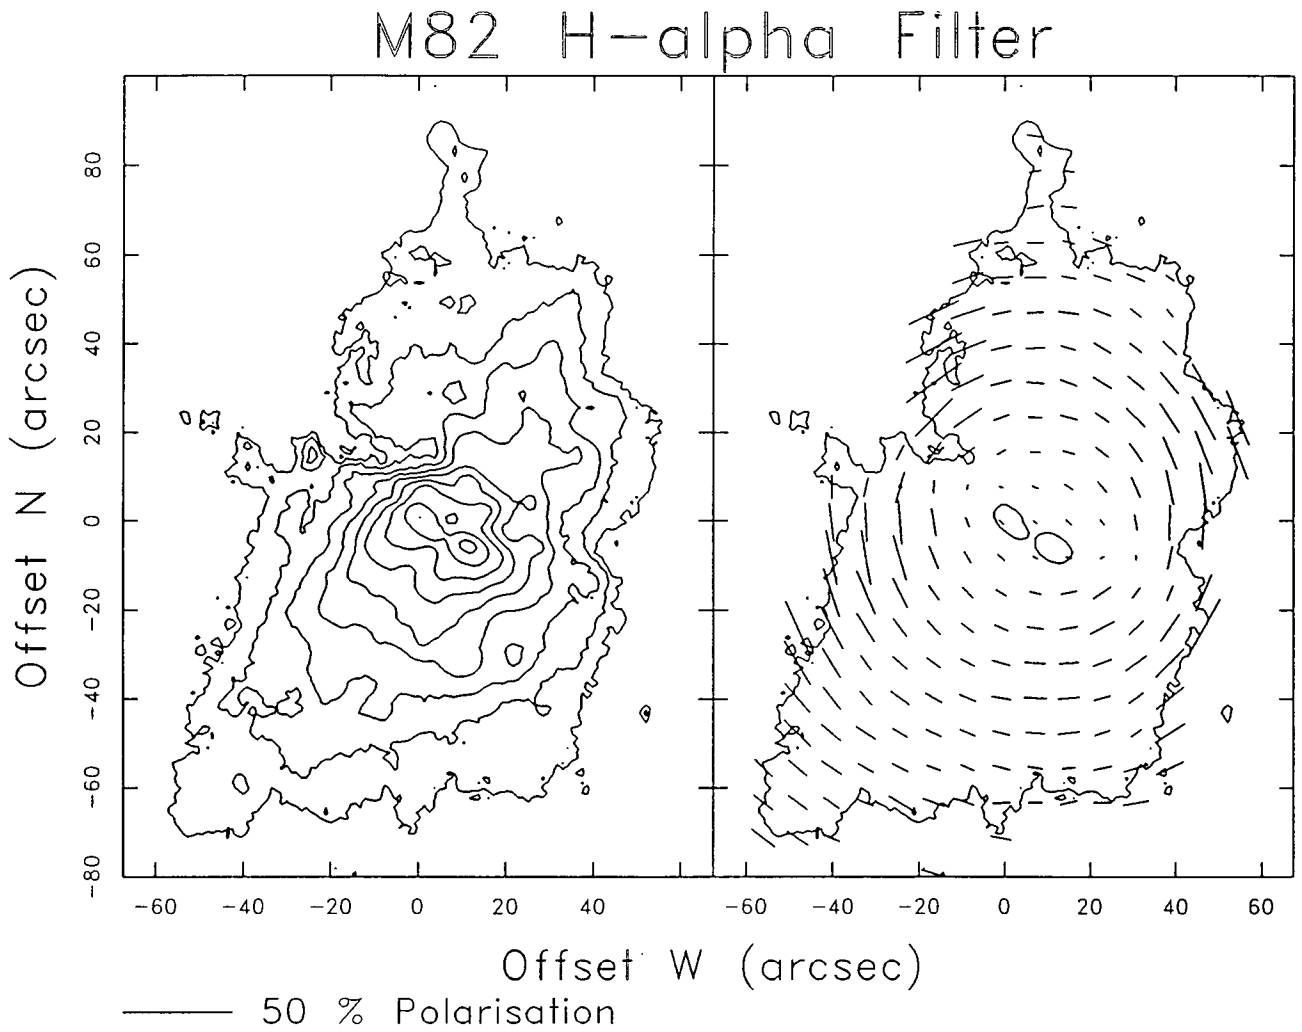 M82 H-alpha Filter
Offset N (arcsec)
80
60
40
20
0
-20
-40
-60
-80
-60 -40 -20 0 20 40 -60 -40 -20 0 20 40 60
Offset W (arcsec)
50 % Polarisation